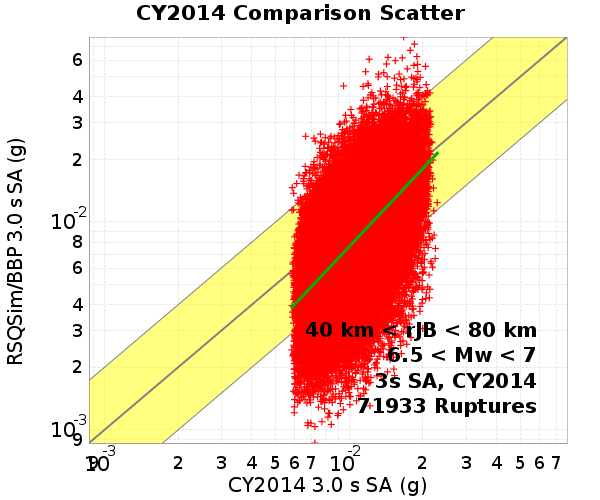 CY2014 Comparison Scatter
RSQSim/BBP 3.0 s SA (g)
6
4
3
2
10-2
8
6
4
3
2
10-3
9
40 km < rJB < 80 km
6.5 < Mw < 7
3s SA, CY2014
71933 Ruptures
9 10-3 2 3 4 5 6 7 10-2 2 3 4 5 6 7
CY2014 3.0 s SA (g)